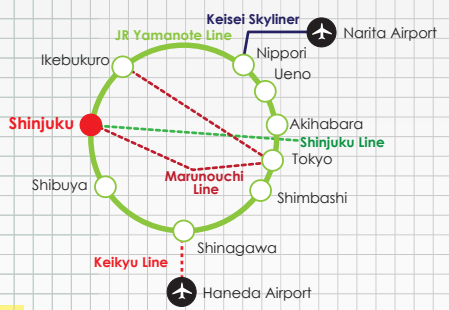 Keisei Skyliner
JR Yamanote Line
Narita Airport
Nippori
Ikebukuro
Ueno
Shinjuku
Akihabara
Shinjuku Line
Tokyo
Marunouchi
Line
Shibuya
Shimbashi
Shinagawa
Keikyu Line
Haneda Airport